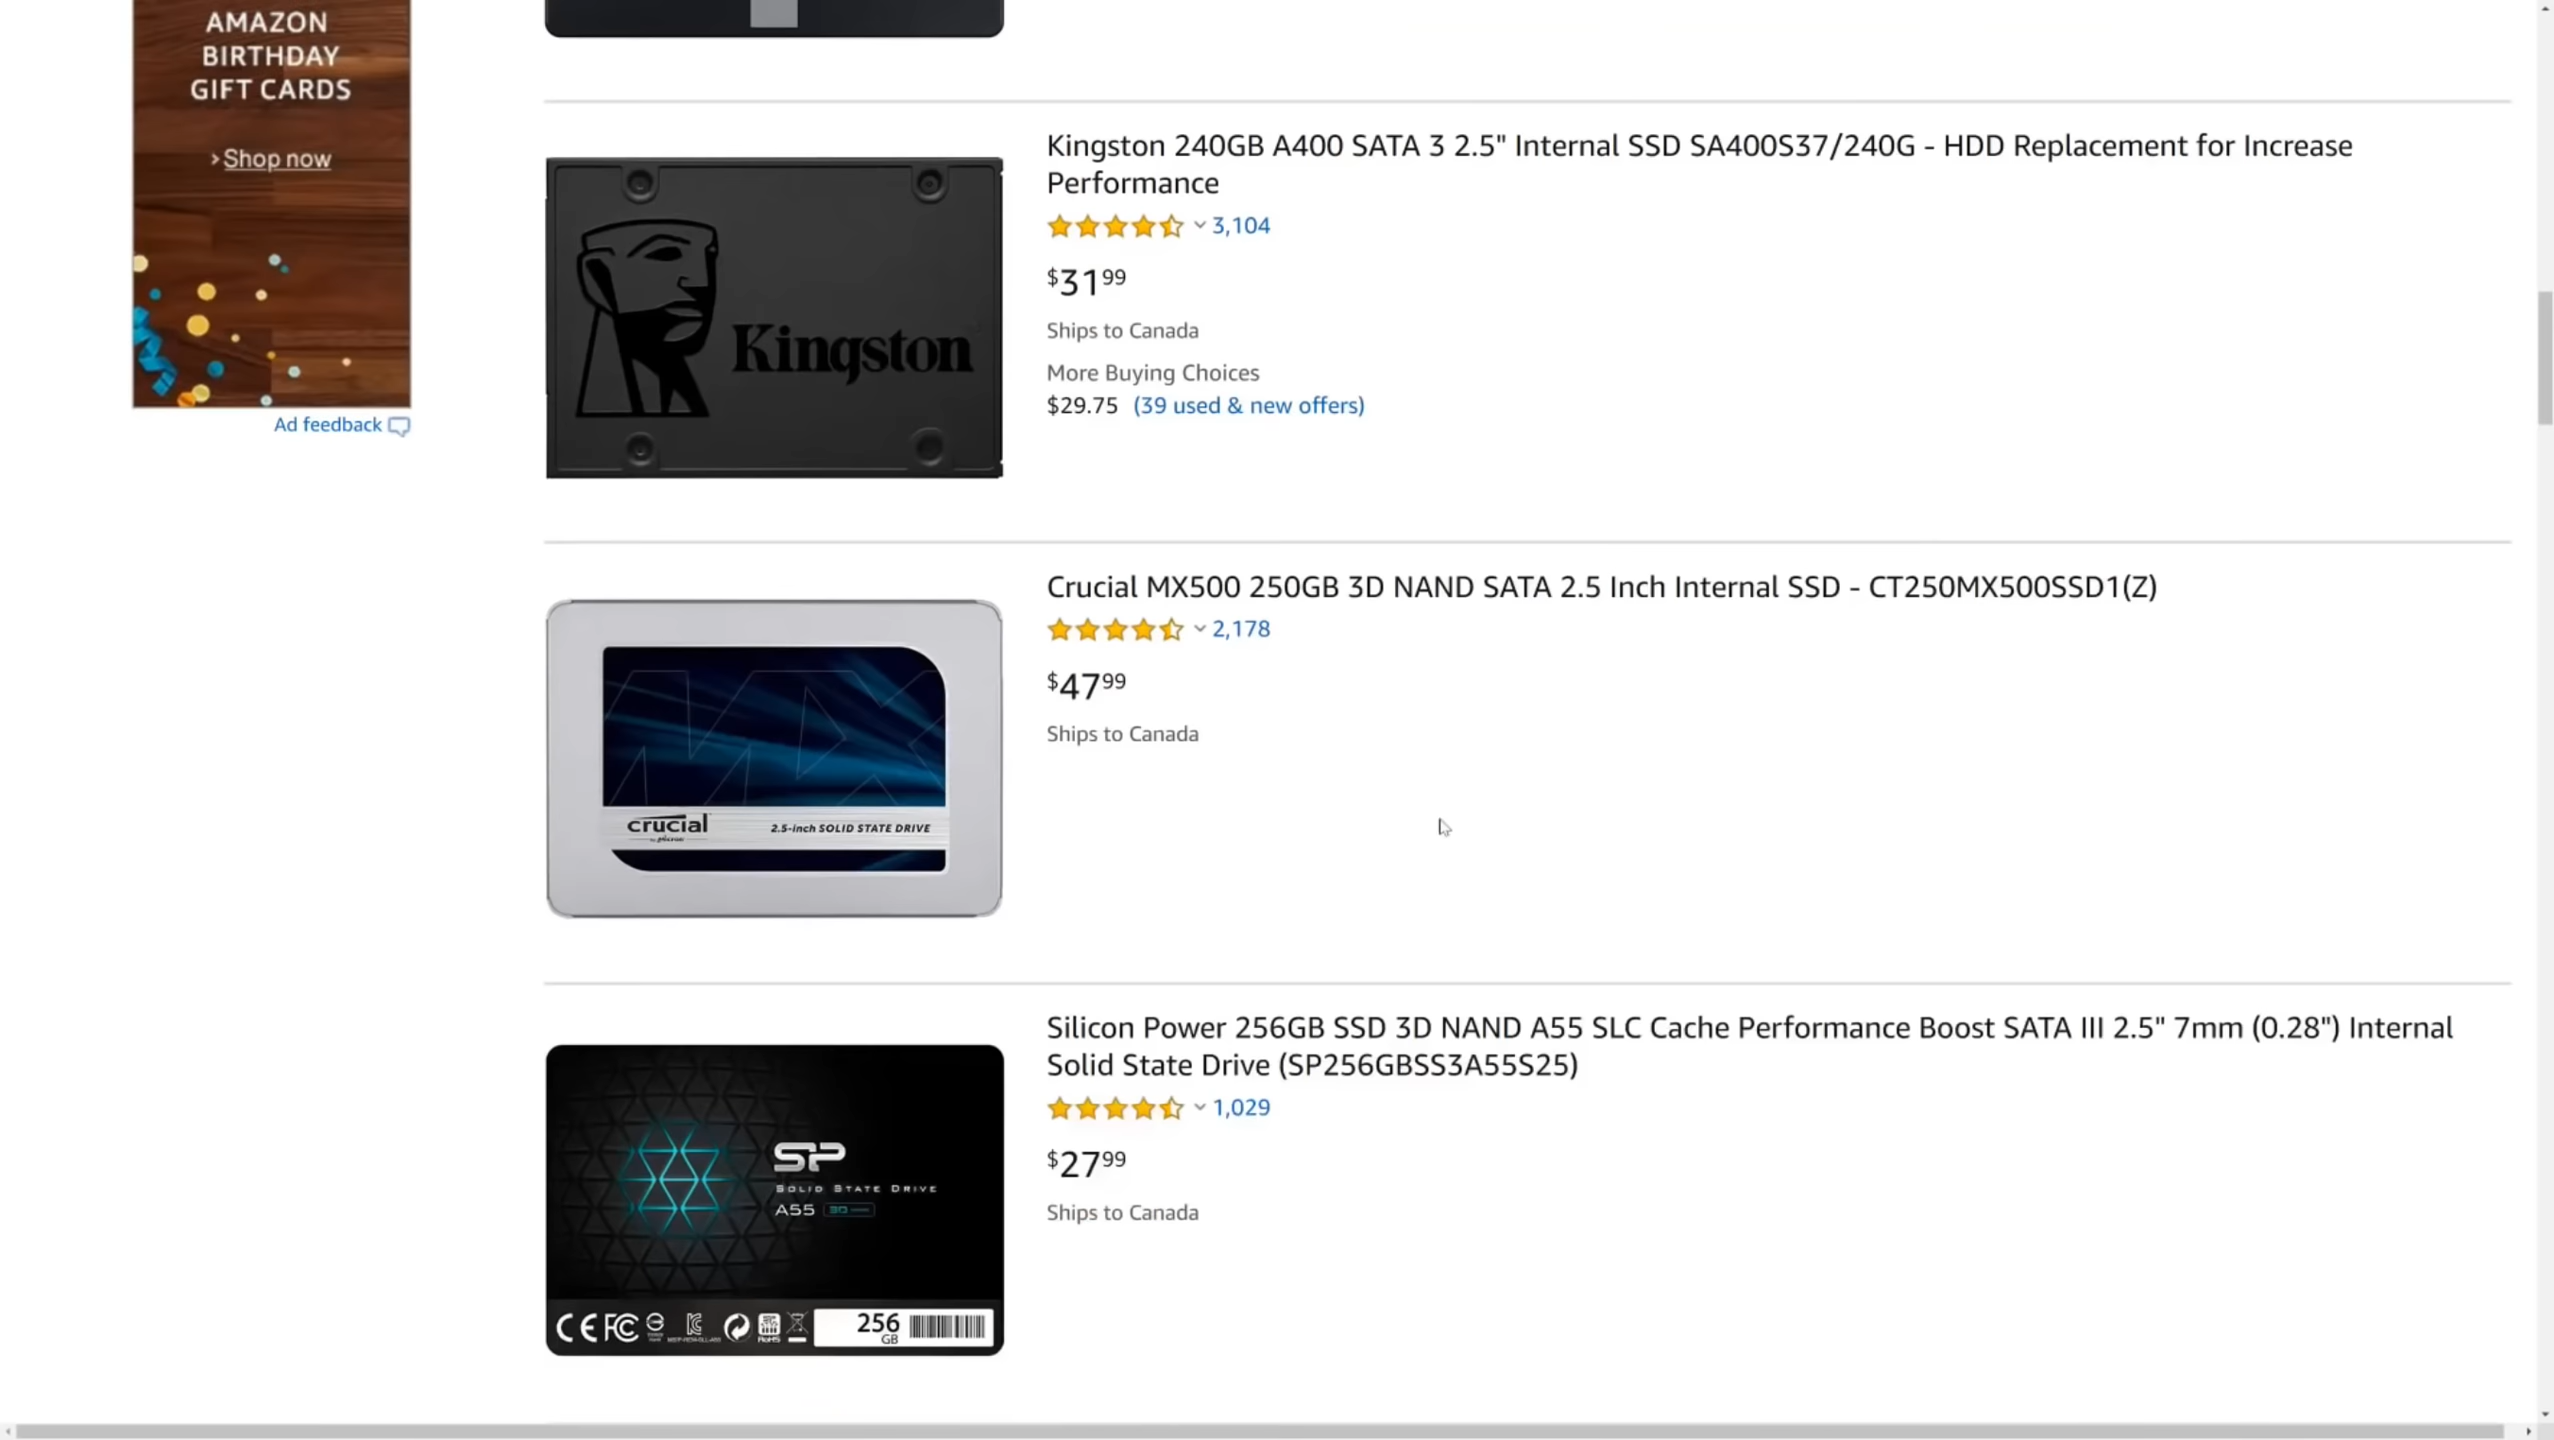 AMAZON
BIRTHDAY
GIFT CARDS
› Shop now
Ad feedback
Kingston
Kingston 240GB A400 SATA 3 2.5" Internal SSD SA400S37/240G - HDD Replacement for Increase
Performance
3,104
$31.99
Ships to Canada
More Buying Choices
$29.75 (39 used & new offers)
crucial
by Micron
2.5-inch SOLID STATE DRIVE
Crucial MX500 250GB 3D NAND SATA 2.5 Inch Internal SSD - CT250MX500SSD1(Z)
2,178
$47.99
Ships to Canada
SP
SOLID STATE DRIVE
A55 3D
256
GB
Silicon Power 256GB SSD 3D NAND A55 SLC Cache Performance Boost SATA III 2.5" 7mm (0.28") Internal
Solid State Drive (SP256GBSS3A55S25)
1,029
$27.99
Ships to Canada